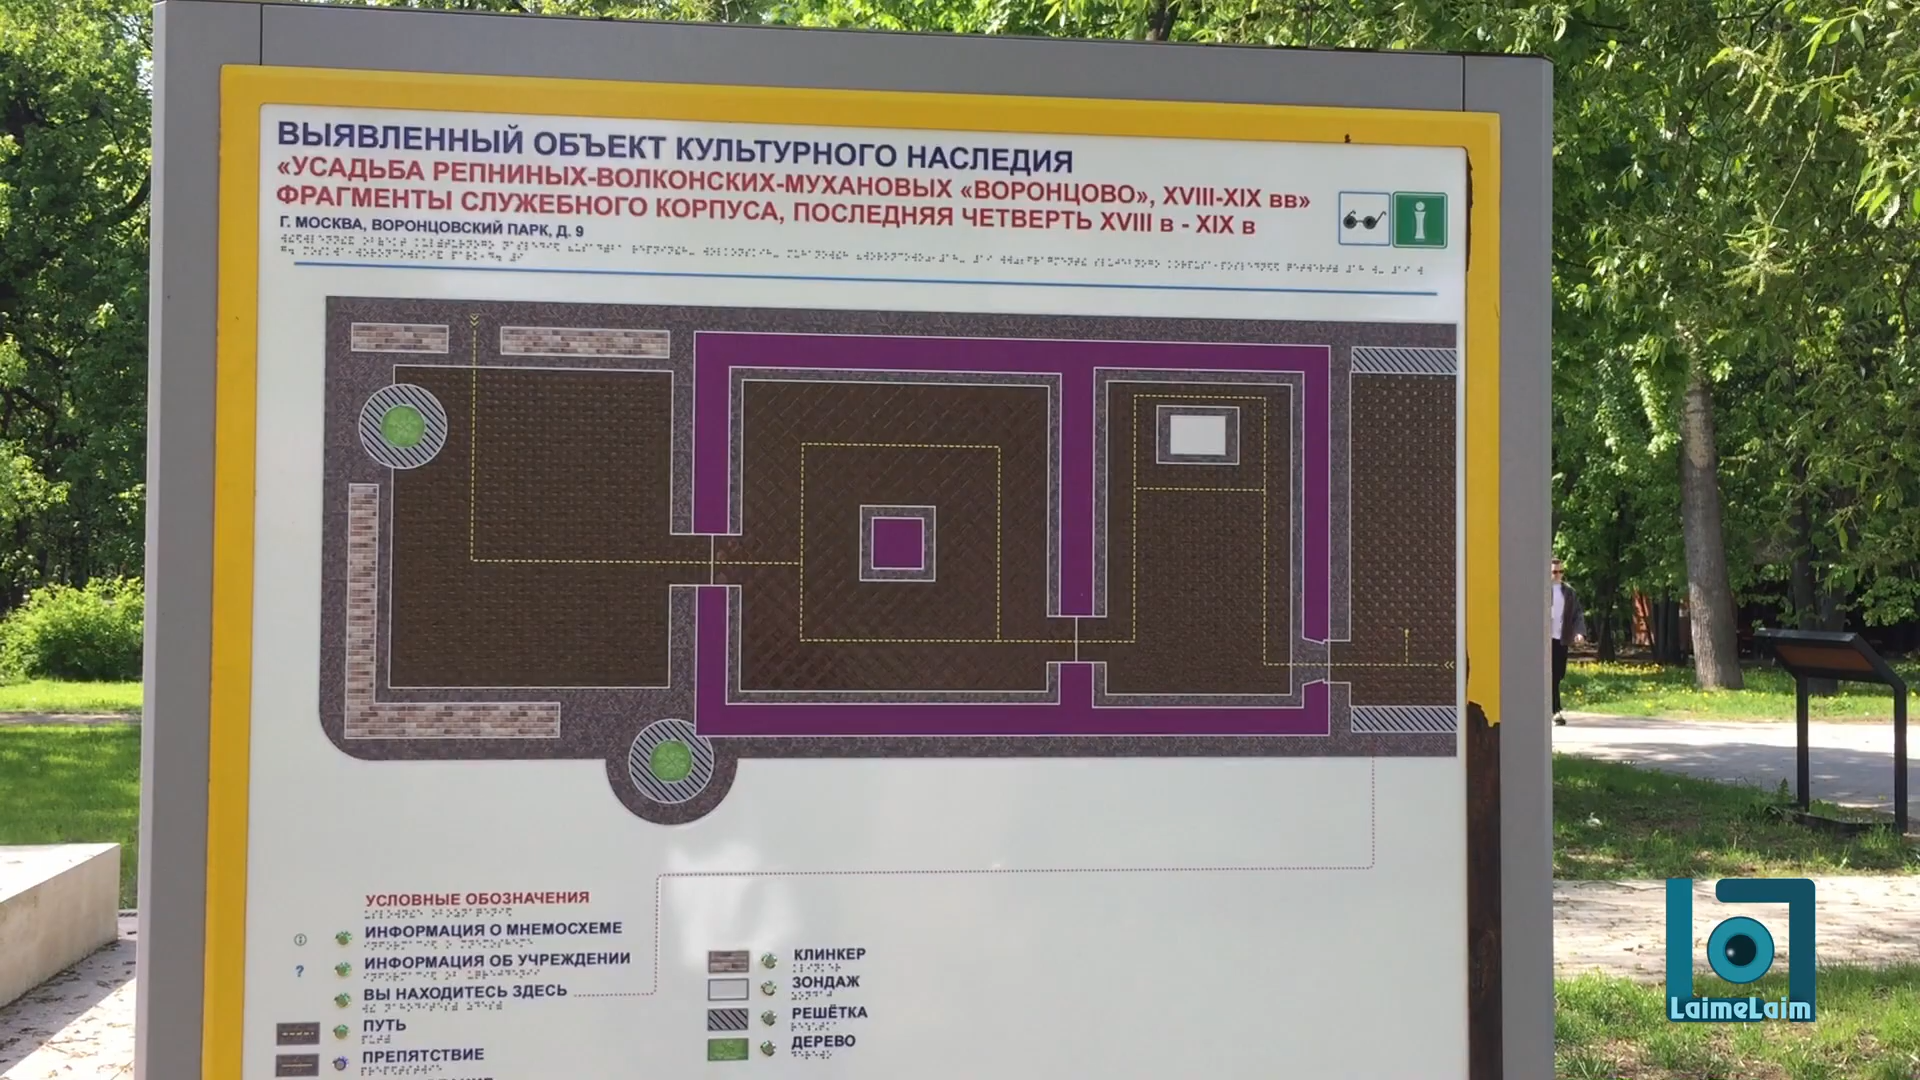 ВЫЯВЛЕННЫЙ ОБЪЕКТ КУЛЬТУРНОГО НАСЛЕДИЯ
«УСАДЬБА РЕПНИНЫХ-ВОЛКОНСКИХ-МУХАНОВЫХ «ВОРОНЦОВО», XVIII-XIX вв»
ФРАГМЕНТЫ СЛУЖЕБНОГО КОРПУСА, ПОСЛЕДНЯЯ ЧЕТВЕРТЬ XVIII в - XIX в
Г. МОСКВА, ВОРОНЦОВСКИЙ ПАРК, Д. 9
УСЛОВНЫЕ ОБОЗНАЧЕНИЯ
ИНФОРМАЦИЯ О МНЕМОСХЕМЕ
? ИНФОРМАЦИЯ ОБ УЧРЕЖДЕНИИ
ВЫ НАХОДИТЕСЬ ЗДЕСЬ
ПУТЬ
ПРЕПЯТСТВИЕ
КЛИНКЕР
ЗОНДАЖ
РЕШЁТКА
ДЕРЕВО
LaimeLaim